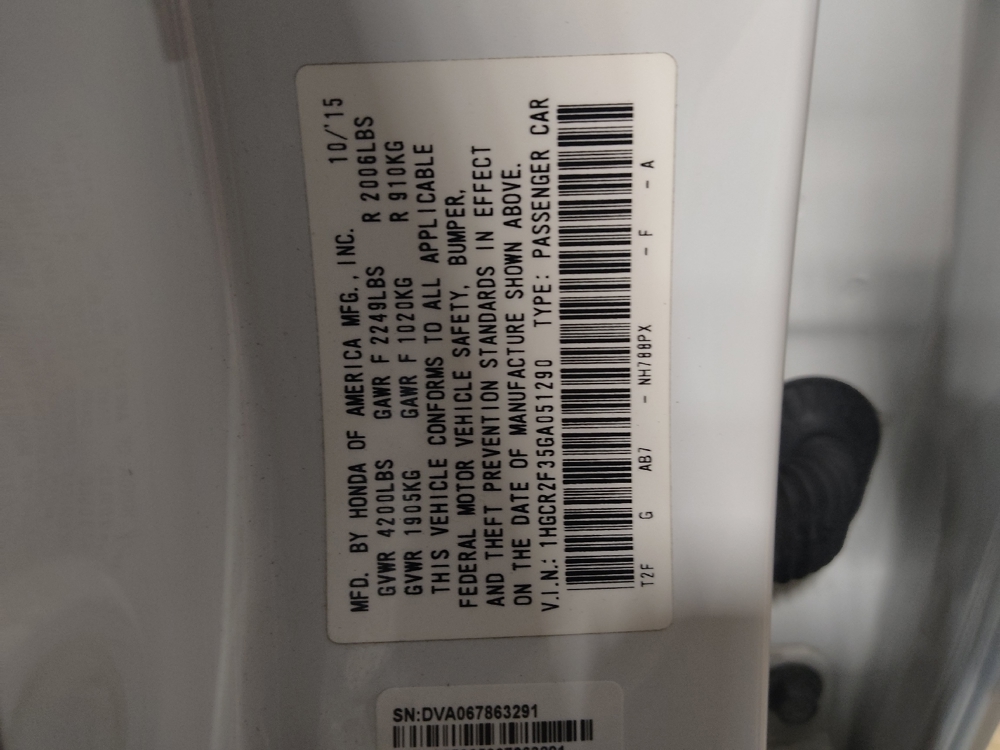 MFD. BY HONDA OF AMERICA MFG., INC. 10/'15
GVWR 4200LBS GAWR F 2249LBS R 2006LBS
GVWR 1905KG GAWR F 1020KG R 910KG
THIS VEHICLE CONFORMS TO ALL APPLICABLE
FEDERAL MOTOR VEHICLE SAFETY, BUMPER,
AND THEFT PREVENTION STANDARDS IN EFFECT
ON THE DATE OF MANUFACTURE SHOWN ABOVE.
V.I.N.: 1HGCR2F35GA051290 TYPE: PASSENGER CAR
T2F G AB7 - NH788PX - F - A
SN:DVA067863291